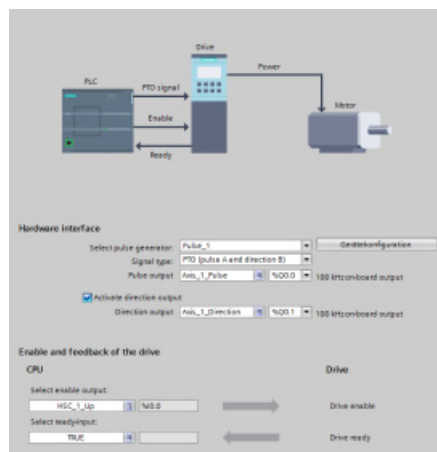 Drive
Power
PLC
PTO signal
Motor
Enable
Ready
Hardware interface
Select pulse generator: Pulse_1 Gerätekonfiguration
Signal type: PTO (pulse A and direction B)
Pulse output Axis_1_Pulse %Q0.0 100 kHz on-board output
Activate direction output
Direction output Axis_1_Direction %Q0.1 100 kHz on-board output
Enable and feedback of the drive
CPU Drive
Select enable output:
HSC_1_Up %I0.0 Drive enable
Select ready-input:
TRUE Drive ready